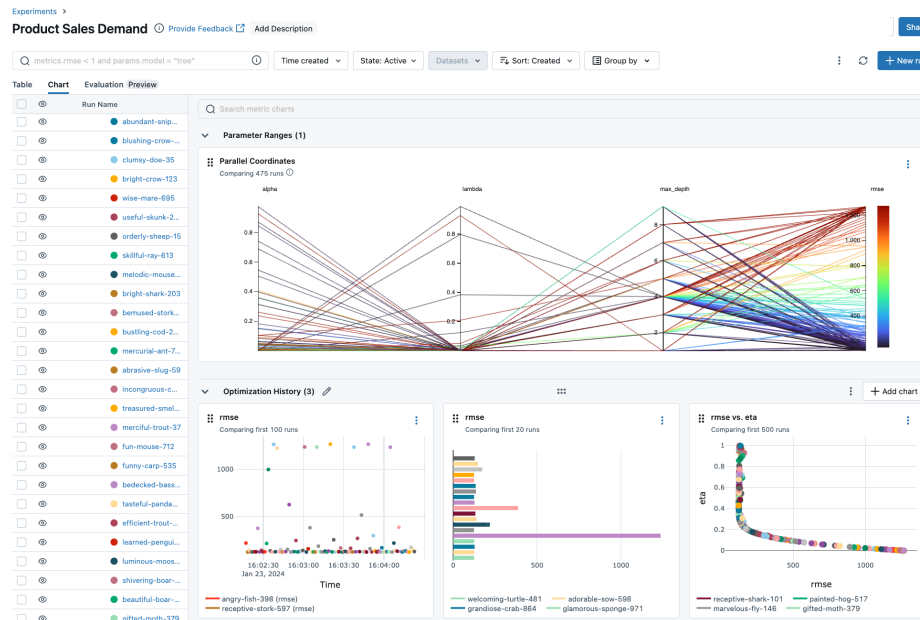 Experiments >
Product Sales Demand Provide Feedback Add Description
Sha
metrics.rmse < 1 and params.model = "tree"
Time created
State: Active
Datasets
Sort: Created
Group by
+ New ru
Table Chart Evaluation Preview
Run Name
abundant-snip...
blushing-crow-...
clumsy-doe-35
bright-crow-123
wise-mare-695
useful-skunk-2...
orderly-sheep-15
skillful-ray-613
melodic-mouse...
bright-shark-203
bemused-stork...
bustling-cod-2...
mercurial-ant-7...
abrasive-slug-59
incongruous-c...
treasured-smel...
merciful-trout-37
fun-mouse-712
funny-carp-535
bedecked-bass...
tasteful-panda...
efficient-trout-...
learned-pengui...
luminous-moos...
shivering-boar-...
beautiful-boar-...
gifted-moth-379
Search metric charts
Parameter Ranges (1)
Parallel Coordinates
Comparing 475 runs
alpha lambda max_depth rmse
0.8
0.6
0.4
0.2
0.8
0.6
0.4
0.2
8
6
4
2
1,000
800
600
400
Optimization History (3)
+ Add chart
rmse
Comparing first 100 runs
1000
500
16:02:30 16:03:00 16:03:30 16:04:00
Jan 23, 2024
Time
angry-fish-398 (rmse)
receptive-stork-597 (rmse)
rmse
Comparing first 20 runs
0 500 1000
welcoming-turtle-481 adorable-sow-598
grandiose-crab-864 glamorous-sponge-971
rmse vs. eta
Comparing first 500 runs
1
0.8
0.6
0.4
0.2
0
eta
500 1000
rmse
receptive-shark-101 painted-hog-517
marvelous-fly-146 gifted-moth-379